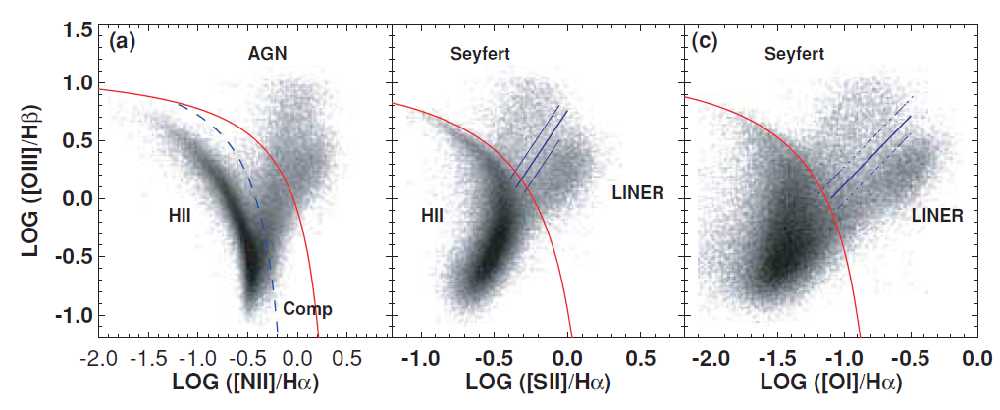 (a)
AGN
HII
Comp
Seyfert
HII
LINER
(c)
Seyfert
LINER
1.5
1.0
0.5
0.0
-0.5
-1.0
LOG ([OIII]/Hβ)
-2.0 -1.5 -1.0 -0.5 0.0 0.5
-1.0 -0.5 0.0 0.5
-2.0 -1.5 -1.0 -0.5 0.0
LOG ([NII]/Hα)
LOG ([SII]/Hα)
LOG ([OI]/Hα)